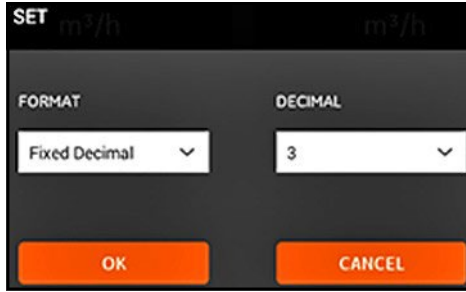 SET
m³/h m³/h
FORMAT DECIMAL
Fixed Decimal 3
OK CANCEL